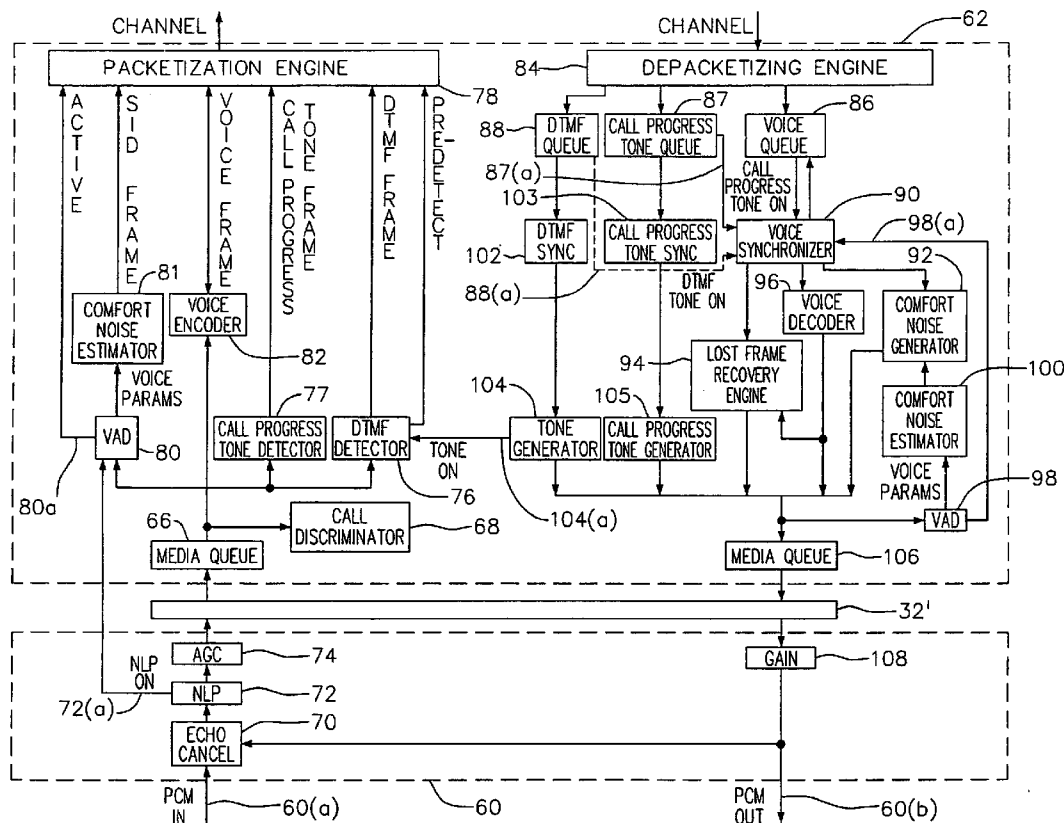 CHANNEL
CHANNEL
62
PACKETIZATION ENGINE
78
84
DEPACKETIZING ENGINE
ACTIVE
SID FRAME
VOICE FRAME
CALL PROGRESS
TONE FRAME
DTMF FRAME
PRE-
DETECT
88
87
86
DTMF
QUEUE
CALL PROGRESS
TONE QUEUE
VOICE
QUEUE
87(a)
CALL
PROGRESS
TONE ON
103
90
98(a)
102
DTMF
SYNC
CALL PROGRESS
TONE SYNC
VOICE
SYNCHRONIZER
92
88(a)
DTMF
TONE ON
96
VOICE
DECODER
COMFORT
NOISE
GENERATOR
81
COMFORT
NOISE
ESTIMATOR
VOICE
ENCODER
82
94
LOST FRAME
RECOVERY
ENGINE
100
VOICE
PARAMS
77
104
105
COMFORT
NOISE
ESTIMATOR
VAD
80
CALL PROGRESS
TONE DETECTOR
DTMF
DETECTOR
TONE
ON
TONE
GENERATOR
CALL PROGRESS
TONE GENERATOR
80a
76
104(a)
VOICE
PARAMS
98
VAD
66
CALL
DISCRIMINATOR
68
MEDIA QUEUE
MEDIA QUEUE
106
32'
NLP
ON
AGC
74
GAIN
108
72(a)
NLP
72
70
ECHO
CANCEL
PCM
IN
60(a)
60
PCM
OUT
60(b)